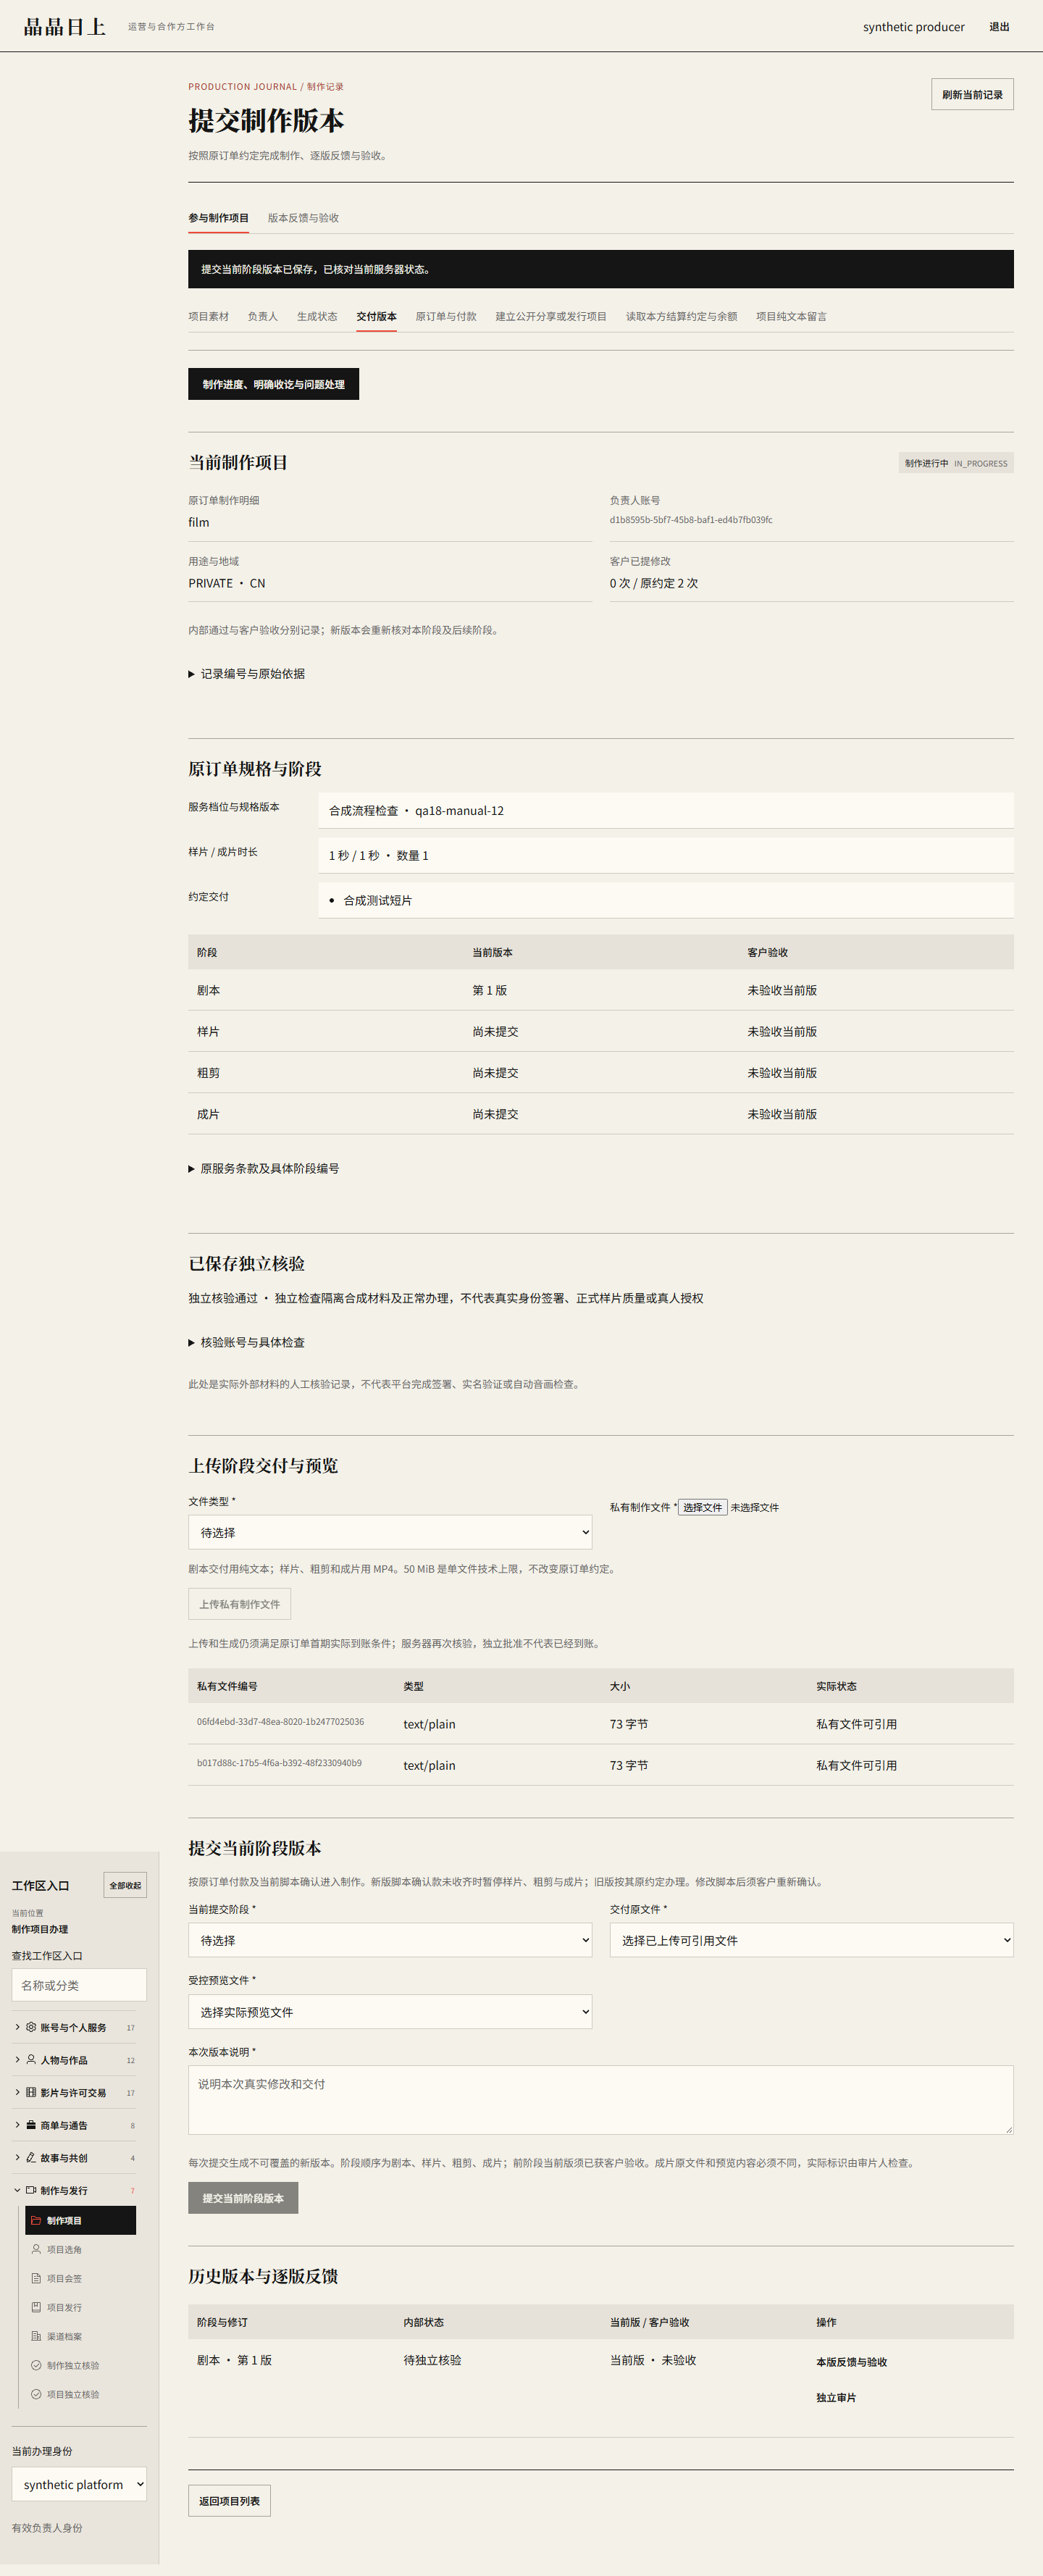 晶晶日上
运营与合作方工作台
synthetic producer
退出
PRODUCTION JOURNAL / 制作记录
提交制作版本
按照原订单约定完成制作、逐版反馈与验收。
刷新当前记录
参与制作项目
版本反馈与验收
提交当前阶段版本已保存，已核对当前服务器状态。
项目素材
负责人
生成状态
交付版本
原订单与付款
建立公开分享或发行项目
读取本方结算约定与余额
项目纯文本留言
制作进度、明确收讫与问题处理
当前制作项目
制作进行中 IN_PROGRESS
原订单制作明细
film
负责人账号
d1b8595b-5bf7-45b8-baf1-ed4b7fb039fc
用途与地域
PRIVATE · CN
客户已提修改
0 次 / 原约定 2 次
内部通过与客户验收分别记录；新版本会重新核对本阶段及后续阶段。
记录编号与原始依据
原订单规格与阶段
服务档位与规格版本
合成流程检查 · qa18-manual-12
样片 / 成片时长
1 秒 / 1 秒 · 数量 1
约定交付
• 合成测试短片
阶段 当前版本 客户验收
剧本 第 1 版 未验收当前版
样片 尚未提交 未验收当前版
粗剪 尚未提交 未验收当前版
成片 尚未提交 未验收当前版
原服务条款及具体阶段编号
已保存独立核验
独立核验通过 · 独立检查隔离合成材料及正常办理，不代表真实身份签署、正式样片质量或真人授权
核验账号与具体检查
此处是实际外部材料的人工核验记录，不代表平台完成签署、实名验证或自动音画检查。
上传阶段交付与预览
文件类型 *
待选择
私有制作文件 * 选择文件 未选择文件
剧本交付用纯文本；样片、粗剪和成片用 MP4。50 MiB 是单文件技术上限，不改变原订单约定。
上传私有制作文件
上传和生成仍须满足原订单首期实际到账条件；服务器再次核验，独立批准不代表已经到账。
私有文件编号 类型 大小 实际状态
06fd4ebd-33d7-48ea-8020-1b2477025036 text/plain 73 字节 私有文件可引用
b017d88c-17b5-4f6a-b392-48f2330940b9 text/plain 73 字节 私有文件可引用
提交当前阶段版本
按原订单付款及当前脚本确认进入制作。新版脚本确认款未收齐时暂停样片、粗剪与成片；旧版按其原约定办理。修改脚本后须客户重新确认。
当前提交阶段 *
待选择
交付原文件 *
选择已上传可引用文件
受控预览文件 *
选择实际预览文件
本次版本说明 *
说明本次真实修改和交付
每次提交生成不可覆盖的新版本。阶段顺序为剧本、样片、粗剪、成片；前阶段当前版须已获客户验收。成片原文件和预览内容必须不同，实际标识由审片人检查。
提交当前阶段版本
历史版本与逐版反馈
阶段与修订 内部状态 当前版 / 客户验收 操作
剧本 · 第 1 版 待独立核验 当前版 · 未验收 本版反馈与验收
独立审片
返回项目列表
工作区入口
全部收起
当前位置
制作项目办理
查找工作区入口
名称或分类
账号与个人服务 17
人物与作品 12
影片与许可交易 17
商单与通告 8
故事与共创 4
制作与发行 7
制作项目
项目选角
项目会签
项目发行
渠道档案
制作独立核验
项目独立核验
当前办理身份
synthetic platform
有效负责人身份